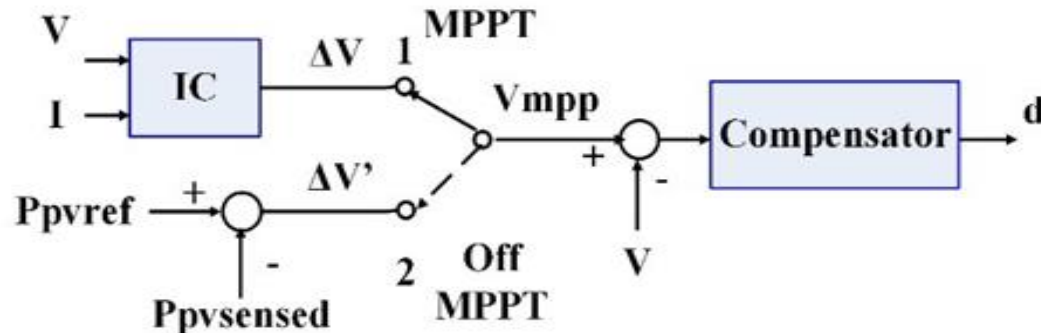 V
MPPT
ΔV
1
IC
I
Vmpp
+
-
V
Compensator
d
ΔV’
Ppvref
+
-
Ppvsensed
2
Off
MPPT